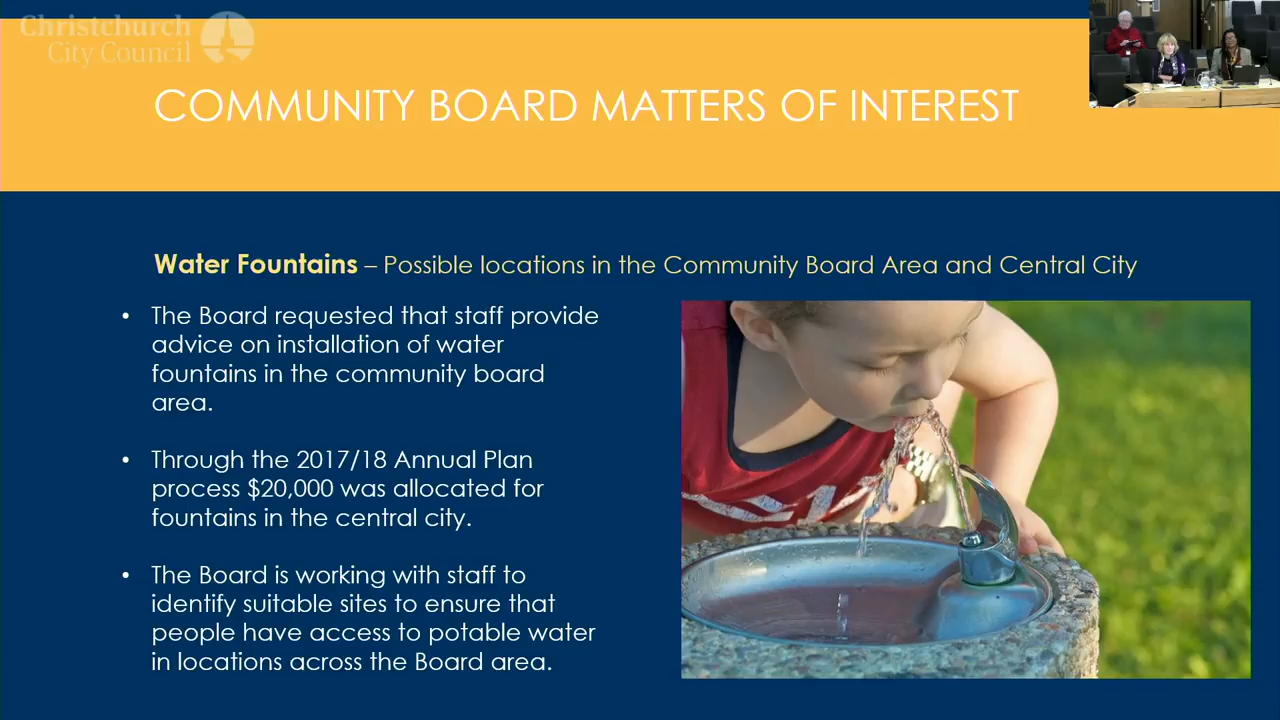 Christchurch
City Council
COMMUNITY BOARD MATTERS OF INTEREST
Water Fountains – Possible locations in the Community Board Area and Central City
• The Board requested that staff provide
advice on installation of water
fountains in the community board
area.
• Through the 2017/18 Annual Plan
process $20,000 was allocated for
fountains in the central city.
• The Board is working with staff to
identify suitable sites to ensure that
people have access to potable water
in locations across the Board area.